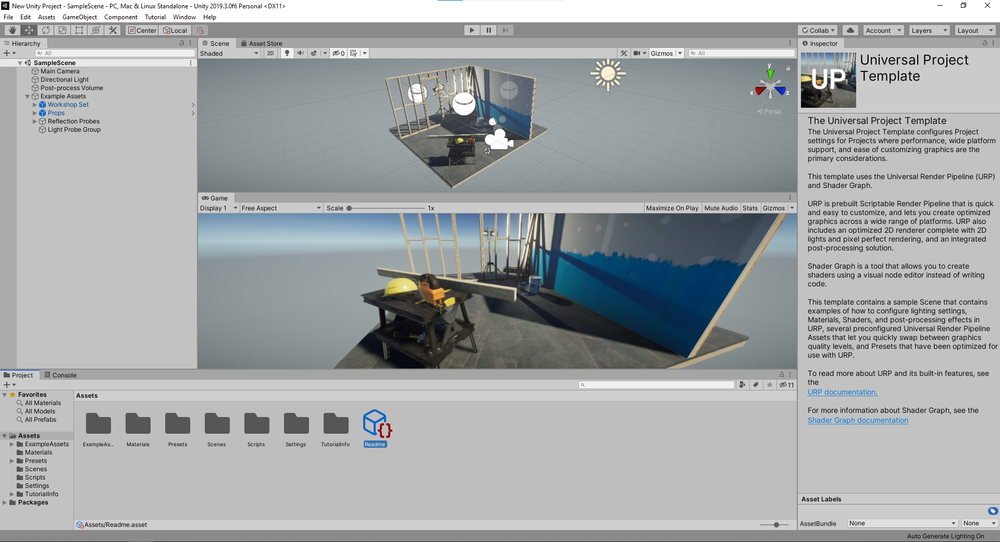 New Unity Project - SampleScene - PC, Mac & Linux Standalone - Unity 2019.3.0f6 Personal <DX11>
File Edit Assets GameObject Component Tutorial Window Help
Center Local
Collab Account Layers Layout
Hierarchy
All
SampleScene
Main Camera
Directional Light
Post-process Volume
Example Assets
Workshop Set
Props
Reflection Probes
Light Probe Group
Scene Asset Store
Shaded 2D 0 Gizmos All
y
x z
Persp
Game
Display 1 Free Aspect Scale 1x Maximize On Play Mute Audio Stats Gizmos
Inspector
UP
Universal Project
Template
The Universal Project Template
The Universal Project Template configures Project
settings for Projects where performance, wide platform
support, and ease of customizing graphics are the
primary considerations.
This template uses the Universal Render Pipeline (URP)
and Shader Graph.
URP is prebuilt Scriptable Render Pipeline that is quick
and easy to customize, and lets you create optimized
graphics across a wide range of platforms. URP also
includes an optimized 2D renderer complete with 2D
lights and pixel perfect rendering, and an integrated
post-processing solution.
Shader Graph is a tool that allows you to create
shaders using a visual node editor instead of writing
code.
This template contains a sample Scene that contains
examples of how to configure lighting settings,
Materials, Shaders, and post-processing effects in
URP, several preconfigured Universal Render Pipeline
Assets that let you quickly swap between graphics
quality levels, and Presets that have been optimized for
use with URP.
To read more about URP and its built-in features, see
the
URP documentation.
For more information about Shader Graph, see the
Shader Graph documentation
Asset Labels
AssetBundle None None
Project Console
11
Favorites
All Materials
All Models
All Prefabs
Assets
ExampleAssets
Materials
Presets
Scenes
Scripts
Settings
TutorialInfo
Packages
Assets
ExampleAs... Materials Presets Scenes Scripts Settings TutorialInfo Readme
Assets/Readme.asset
Auto Generate Lighting On